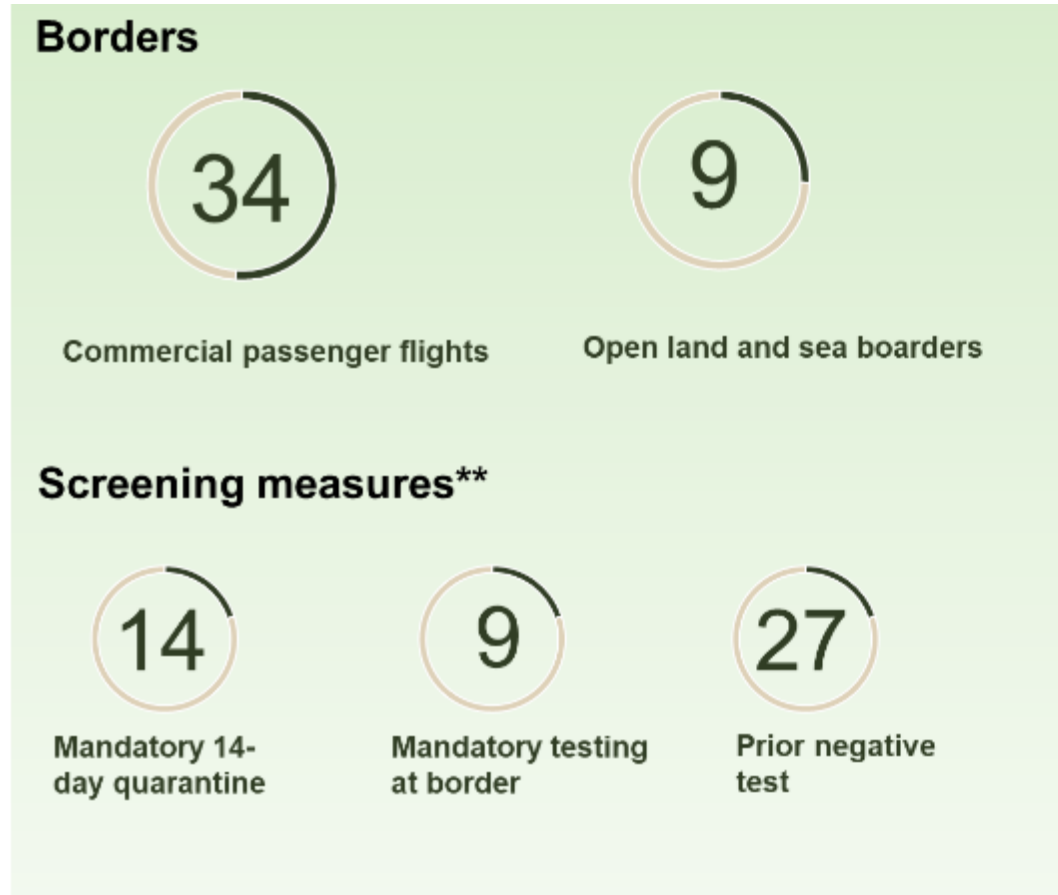 Borders
34
9
Commercial passenger flights
Open land and sea boarders
Screening measures**
14
9
27
Mandatory 14-
day quarantine
Mandatory testing
at border
Prior negative
test